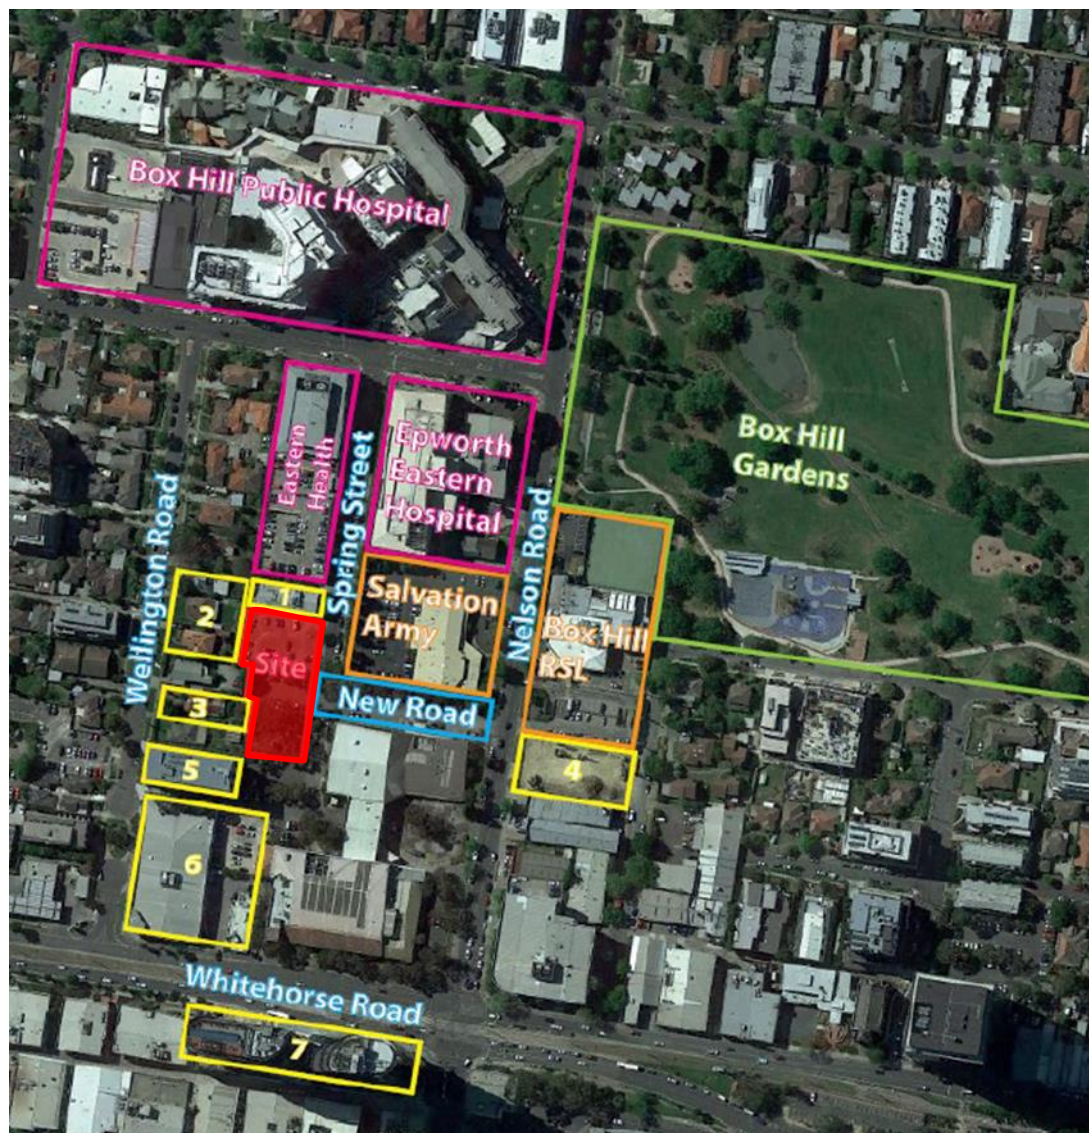 Box Hill Public Hospital
Eastern
Health
Spring Street
Epworth
Eastern
Hospital
Box Hill
Gardens
Wellington Road
Nelson Road
1
2
Salvation
Army
Box Hill
RSL
Site
3
New Road
5
4
6
Whitehorse Road
7